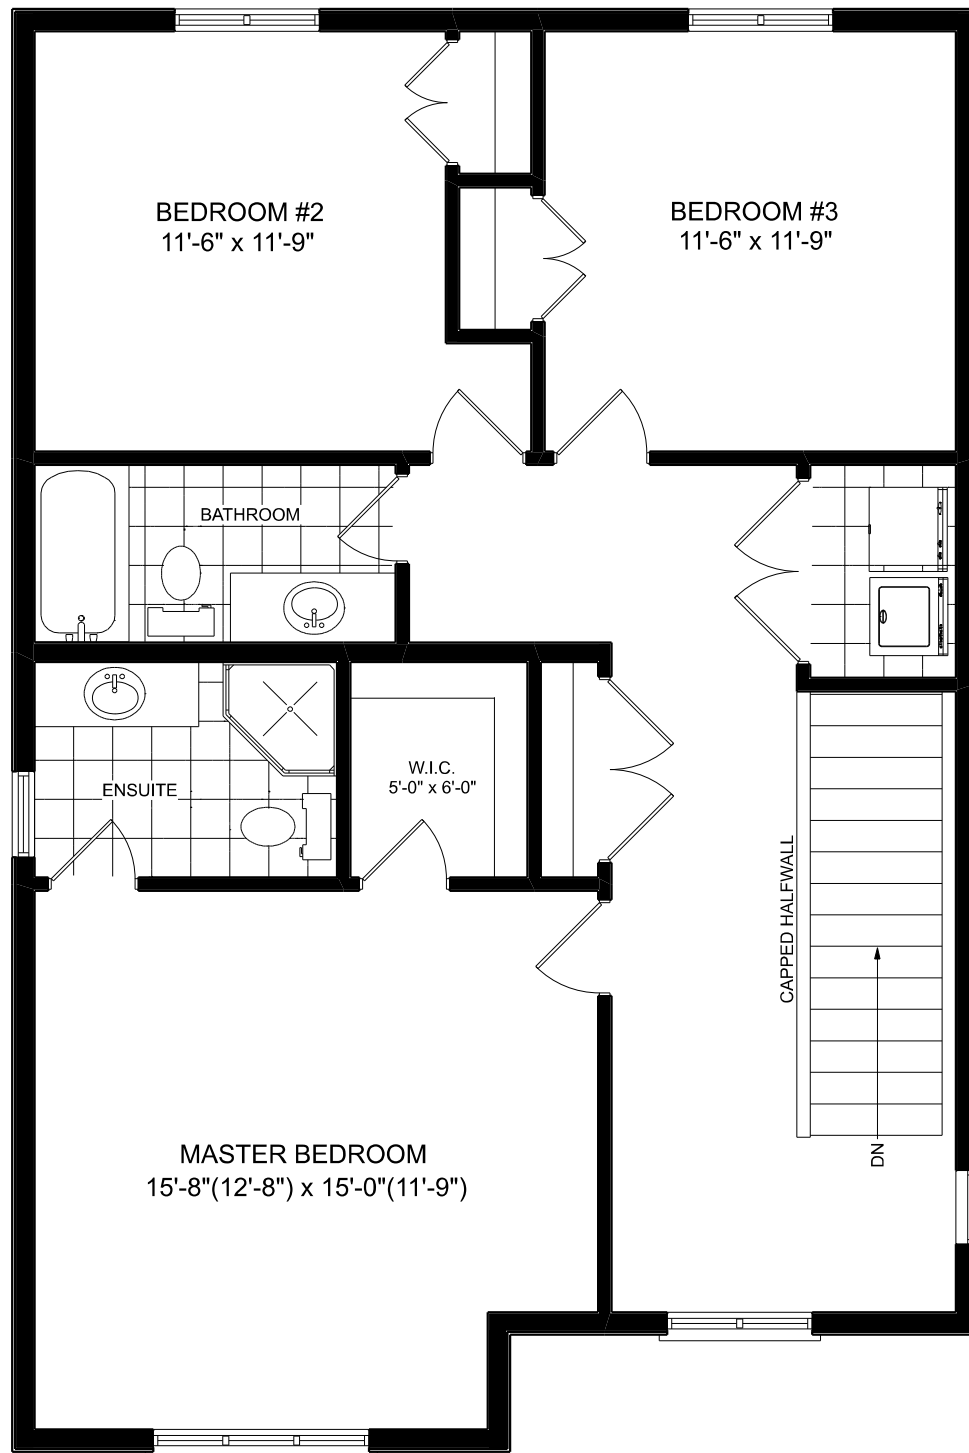 BEDROOM #2
11'-6" x 11'-9"
BEDROOM #3
11'-6" x 11'-9"
BATHROOM
W.I.C.
5'-0" x 6'-0"
ENSUITE
CAPPED HALFWALL
DN
MASTER BEDROOM
15'-8"(12'-8") x 15'-0"(11'-9")